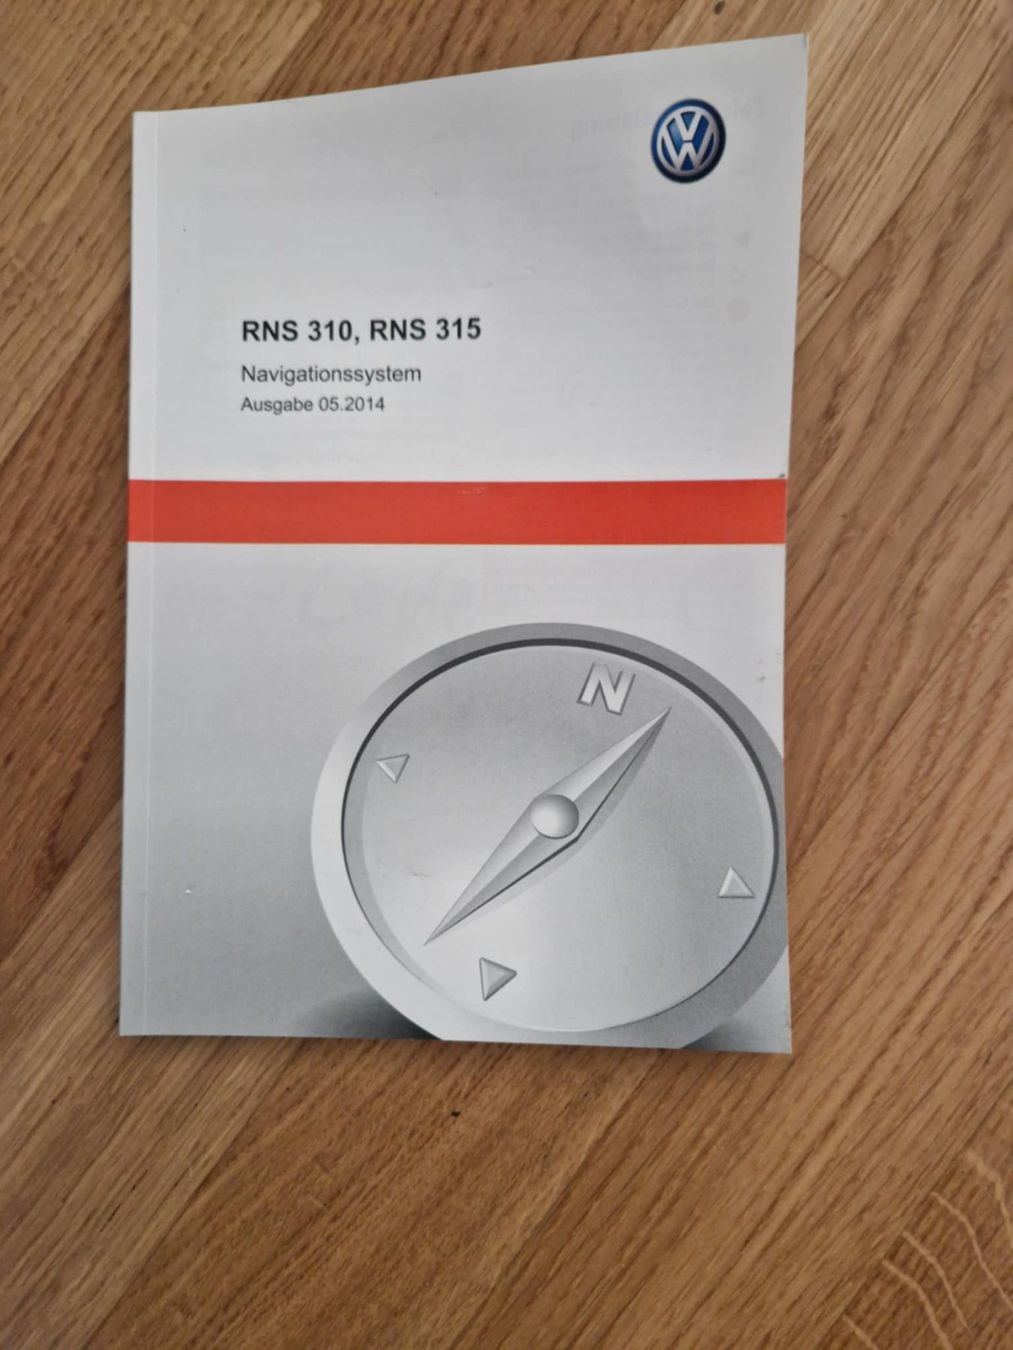 RNS 310, RNS 315
Navigationssystem
Ausgabe 05.2014
N